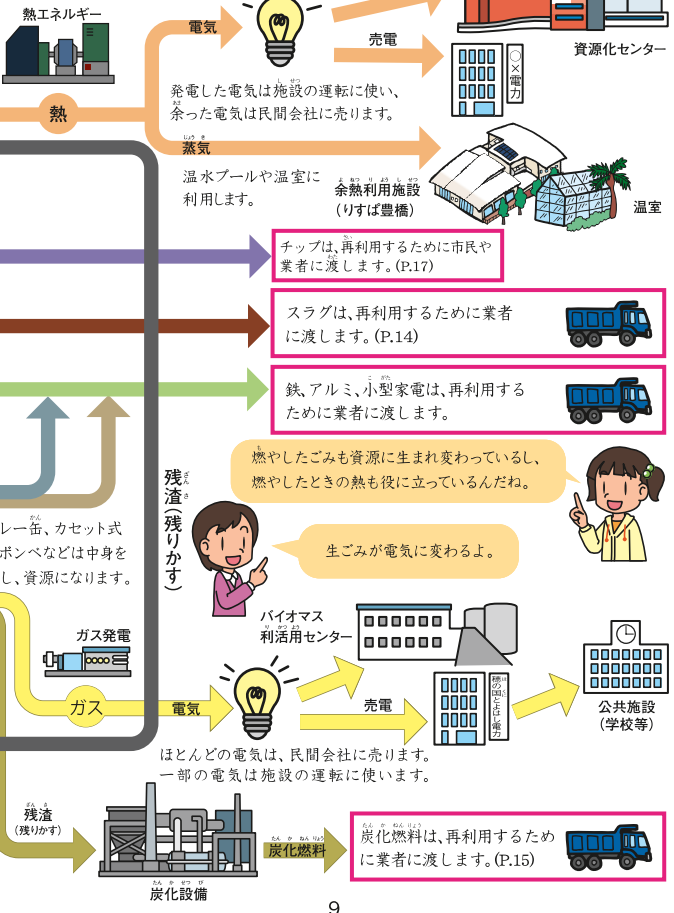 熱エネルギー
電気
売電
資源化センター
○×電力
発電した電気は施設の運転に使い、
余った電気は民間会社に売ります。
熱
蒸気
温水プールや温室に
利用します。
余熱利用施設
(りすぱ豊橋)
温室
チップは、再利用するために市民や
業者に渡します。(P.17)
スラグは、再利用するために業者
に渡します。(P.14)
鉄、アルミ、小型家電は、再利用する
ために業者に渡します。
燃やしたごみも資源に生まれ変わっているし、
燃やしたときの熱も役に立っているんだね。
残渣(残りかす)
レー缶、カセット式
ボンベなどは中身を
し、資源になります。
生ごみが電気に変わるよ。
バイオマス
利活用センター
ガス発電
ガス
電気
売電
穂の国とよはし電力
公共施設
(学校等)
ほとんどの電気は、民間会社に売ります。
一部の電気は施設の運転に使います。
残渣
(残りかす)
炭化燃料
炭化設備
炭化燃料は、再利用するため
に業者に渡します。(P.15)
9